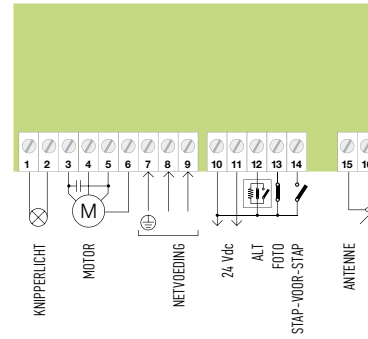 1 2 3 4 5 6 7 8 9 10 11 12 13 14 15
M
KNIPPERLICHT
MOTOR
NETVOEDING
24 Vdc
ALT
FOTO
STAP-VOOR-STAP
ANTENNE